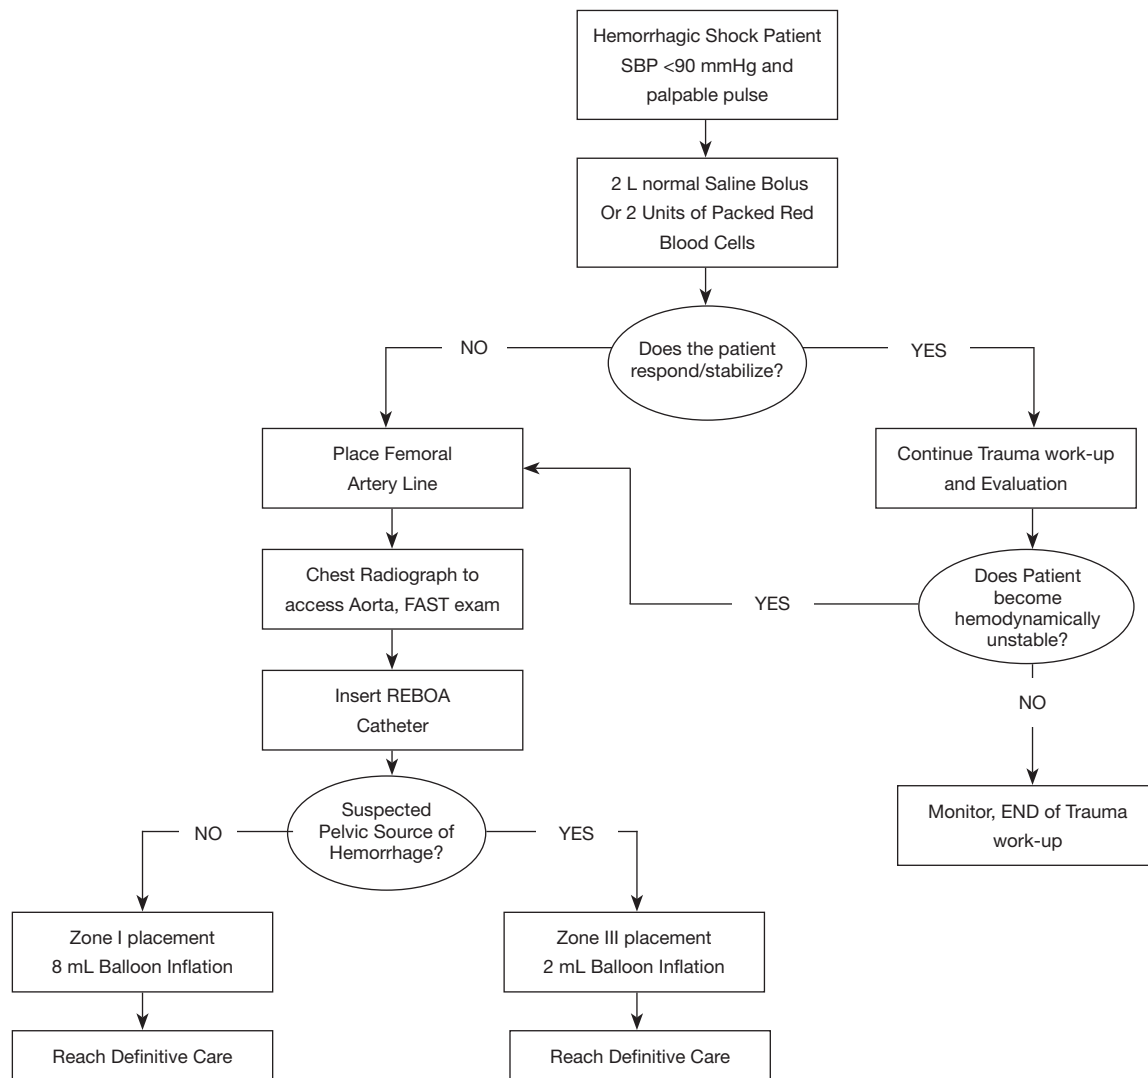 Hemorrhagic Shock Patient
SBP <90 mmHg and
palpable pulse
2 L normal Saline Bolus
Or 2 Units of Packed Red
Blood Cells
Does the patient
respond/stabilize?
NO
YES
Place Femoral
Artery Line
Continue Trauma work-up
and Evaluation
Chest Radiograph to
access Aorta, FAST exam
Does Patient
become
hemodynamically
unstable?
YES
Insert REBOA
Catheter
NO
Suspected
Pelvic Source of
Hemorrhage?
NO
YES
Monitor, END of Trauma
work-up
Zone I placement
8 mL Balloon Inflation
Zone III placement
2 mL Balloon Inflation
Reach Definitive Care
Reach Definitive Care